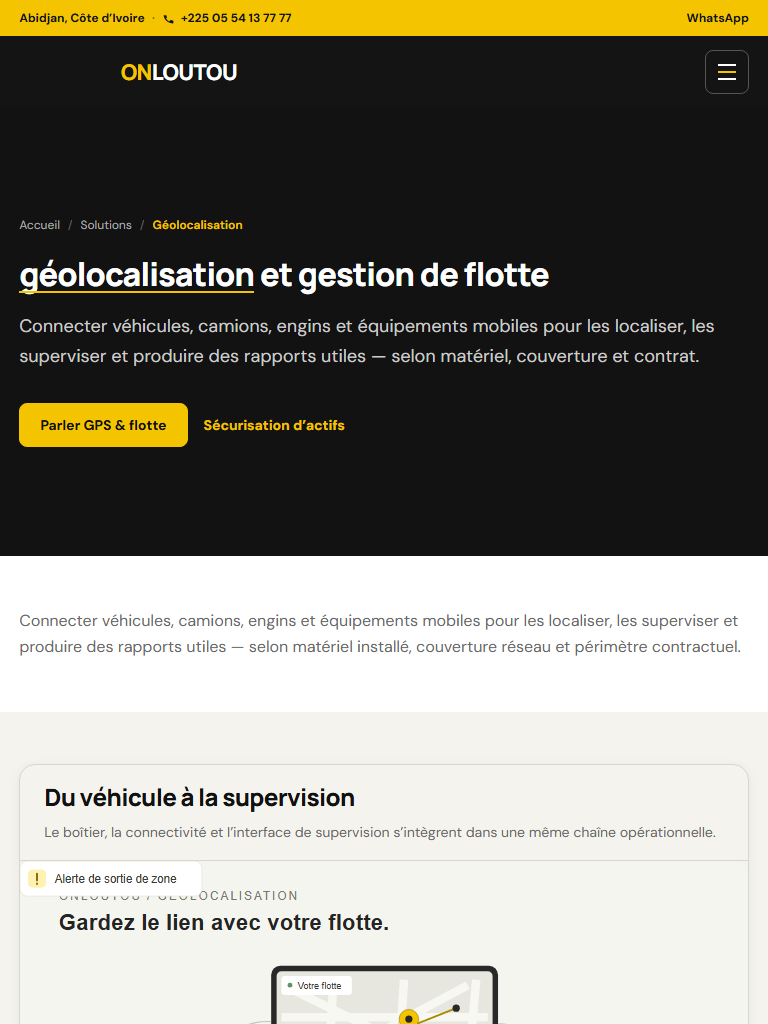 Abidjan, Côte d’Ivoire · +225 05 54 13 77 77
WhatsApp
ONLOUTOU
Accueil / Solutions / Géolocalisation
géolocalisation et gestion de flotte
Connecter véhicules, camions, engins et équipements mobiles pour les localiser, les
superviser et produire des rapports utiles — selon matériel, couverture et contrat.
Parler GPS & flotte
Sécurisation d’actifs
Connecter véhicules, camions, engins et équipements mobiles pour les localiser, les superviser et
produire des rapports utiles — selon matériel installé, couverture réseau et périmètre contractuel.
Du véhicule à la supervision
Le boîtier, la connectivité et l’interface de supervision s’intègrent dans une même chaîne opérationnelle.
! Alerte de sortie de zone
ONLOUTOU / GÉOLOCALISATION
Gardez le lien avec votre flotte.
Votre flotte